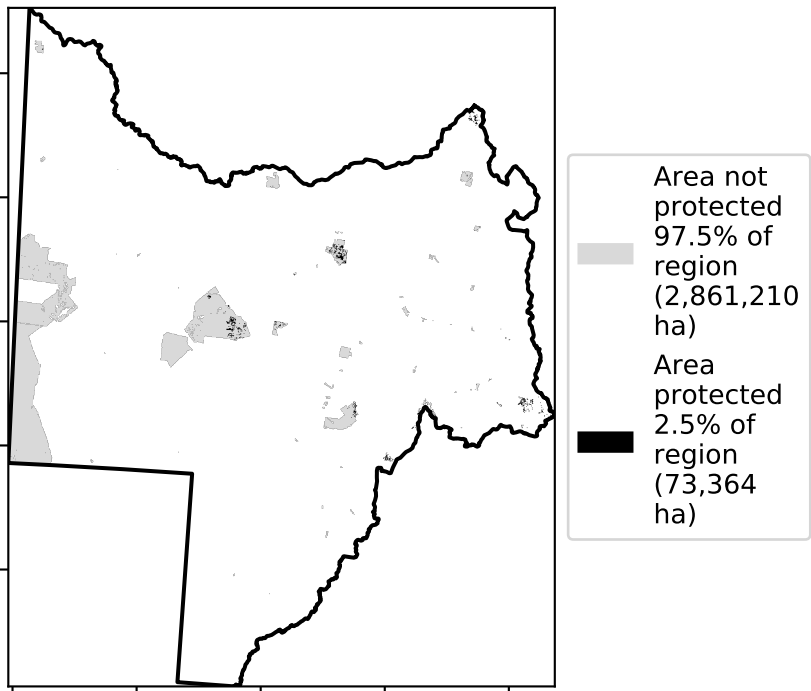 Area not
protected
97.5% of
region
(2,861,210
ha)
Area
protected
2.5% of
region
(73,364
ha)